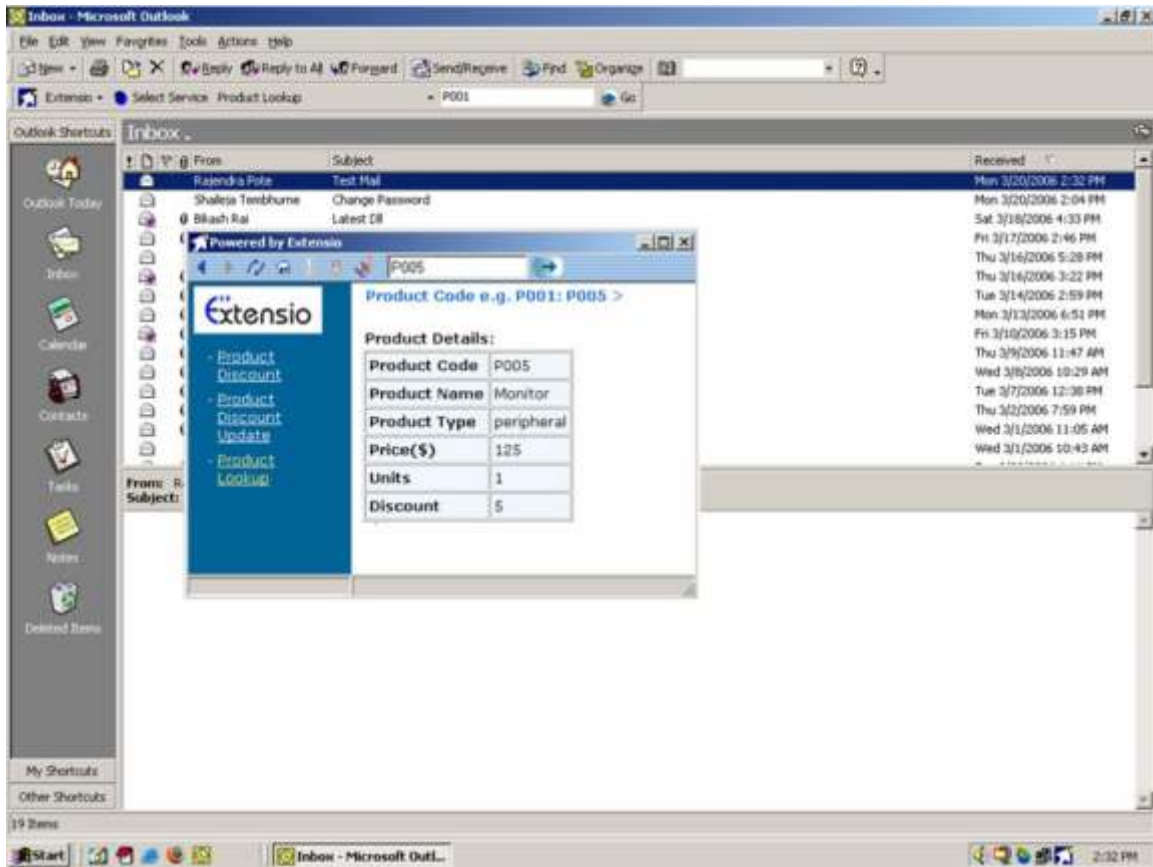 Inbox - Microsoft Outlook
File Edit View Favorites Tools Actions Help
New Reply Reply to All Forward Send/Receive Find Organize
Extensio Select Service Product Lookup P001 Go
Outlook Shortcuts
Inbox
From Subject Received
Rajendra Pote Test Mail Mon 3/20/2006 2:32 PM
Shaleja Tembhurne Change Password Mon 3/20/2006 2:04 PM
Bikash Rai Latest Dll Sat 3/18/2006 4:33 PM
Fri 3/17/2006 2:46 PM
Thu 3/16/2006 5:28 PM
Thu 3/16/2006 3:22 PM
Tue 3/14/2006 2:59 PM
Mon 3/13/2006 6:51 PM
Fri 3/10/2006 3:15 PM
Thu 3/9/2006 11:47 AM
Wed 3/8/2006 10:29 AM
Tue 3/7/2006 12:38 PM
Thu 3/2/2006 7:59 PM
Wed 3/1/2006 11:05 AM
Wed 3/1/2006 10:43 AM
Outlook Today
Inbox
Calendar
Contacts
Tasks
Notes
Deleted Items
My Shortcuts
Other Shortcuts
Powered by Extensio
P005
Extensio
- Product Discount
- Product Discount Update
- Product Lookup
Product Code e.g. P001: P005 >
Product Details:
Product Code P005
Product Name Monitor
Product Type peripheral
Price($) 125
Units 1
Discount 5
From: R
Subject:
19 Items
Start Inbox - Microsoft Outl... 2:32 PM